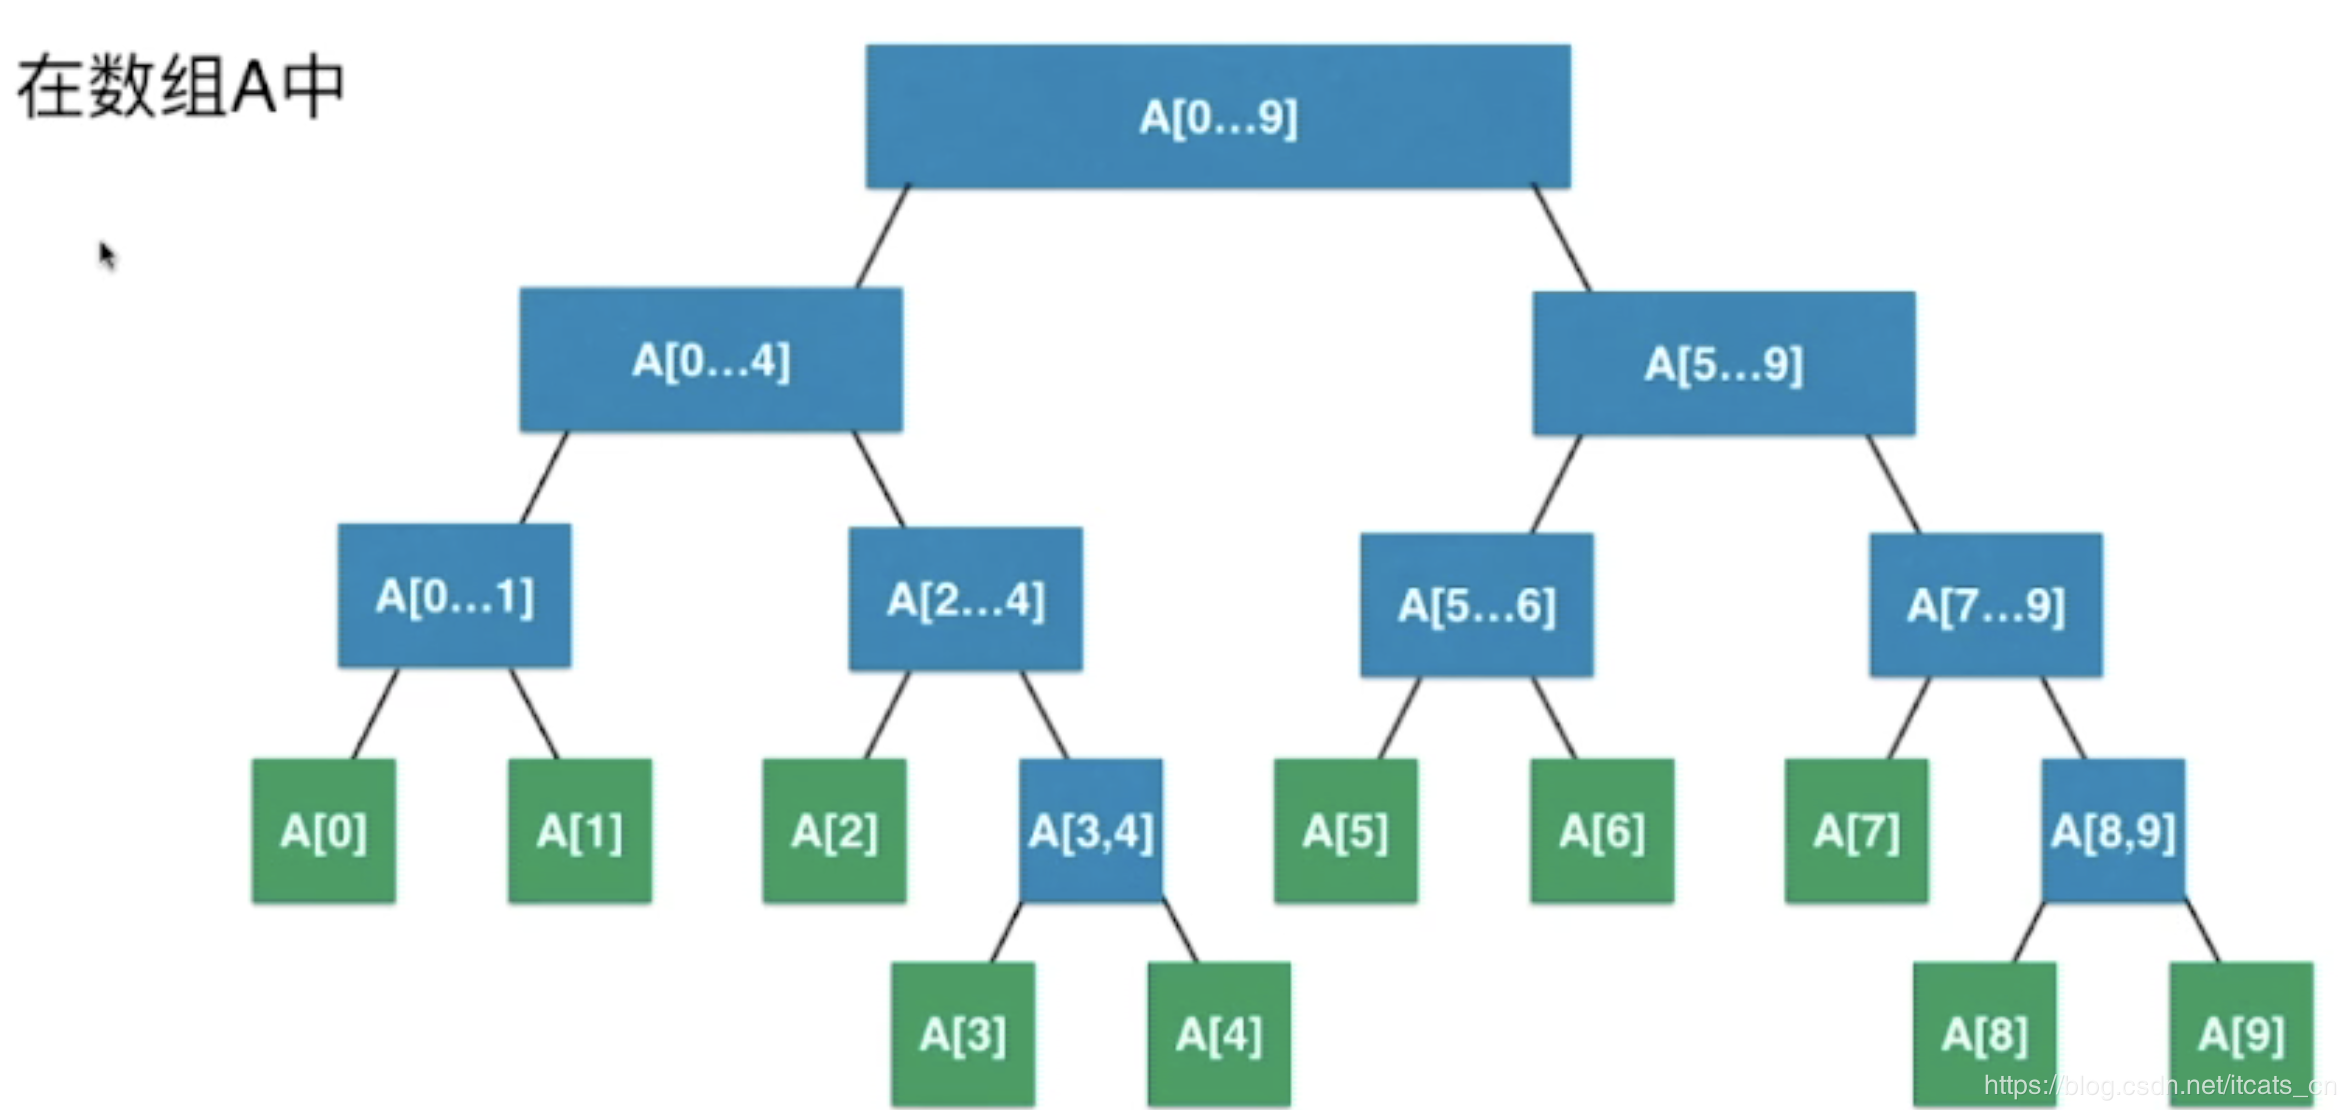 在数组A中
A[0...9]
A[0...4]
A[5...9]
A[0...1]
A[2...4]
A[5...6]
A[7...9]
A[0]
A[1]
A[2]
A[3,4]
A[5]
A[6]
A[7]
A[8,9]
A[3]
A[4]
A[8]
A[9]
https://blog.csdn.net/itcats_cn